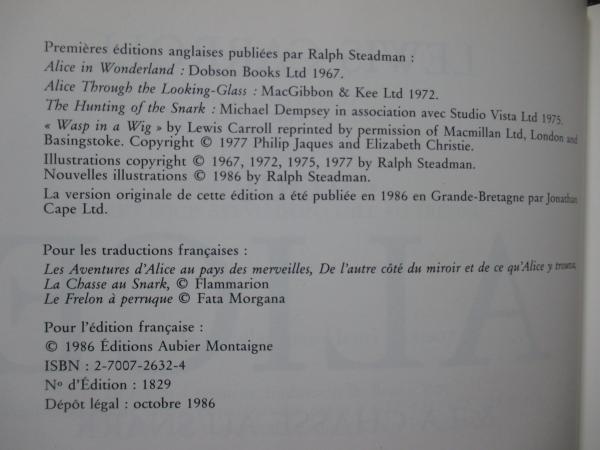 Premières éditions anglaises publiées par Ralph Steadman :
Alice in Wonderland : Dobson Books Ltd 1967.
Alice Through the Looking-Glass : MacGibbon & Kee Ltd 1972.
The Hunting of the Snark : Michael Dempsey in association avec Studio Vista Ltd 1975.
« Wasp in a Wig » by Lewis Carroll reprinted by permission of Macmillan Ltd, London and
Basingstoke. Copyright © 1977 Philip Jaques and Elizabeth Christie.
Illustrations copyright © 1967, 1972, 1975, 1977 by Ralph Steadman.
Nouvelles illustrations © 1986 by Ralph Steadman.
La version originale de cette édition a été publiée en 1986 en Grande-Bretagne par Jonathan
Cape Ltd.
Pour les traductions françaises :
Les Aventures d'Alice au pays des merveilles, De l'autre côté du miroir et de ce qu'Alice y trouva,
La Chasse au Snark, © Flammarion
Le Frelon à perruque © Fata Morgana
Pour l'édition française :
© 1986 Éditions Aubier Montaigne
ISBN : 2-7007-2632-4
Nº d'Édition : 1829
Dépôt légal : octobre 1986